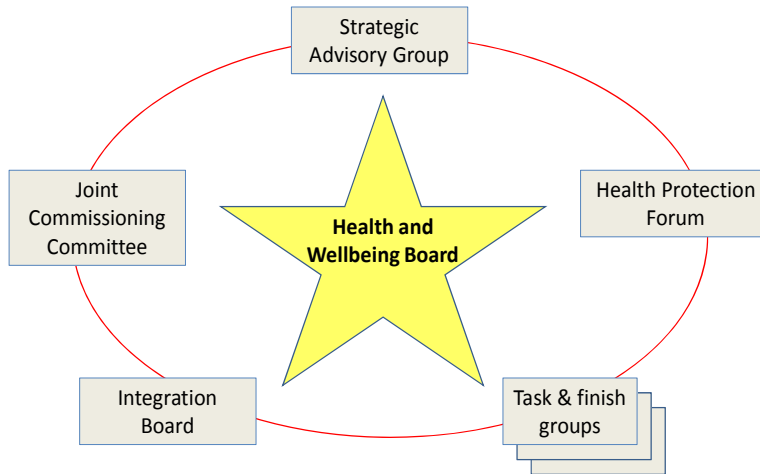 Strategic
Advisory Group
Joint
Commissioning
Committee
Health Protection
Forum
Health and
Wellbeing Board
Integration
Board
Task & finish
groups